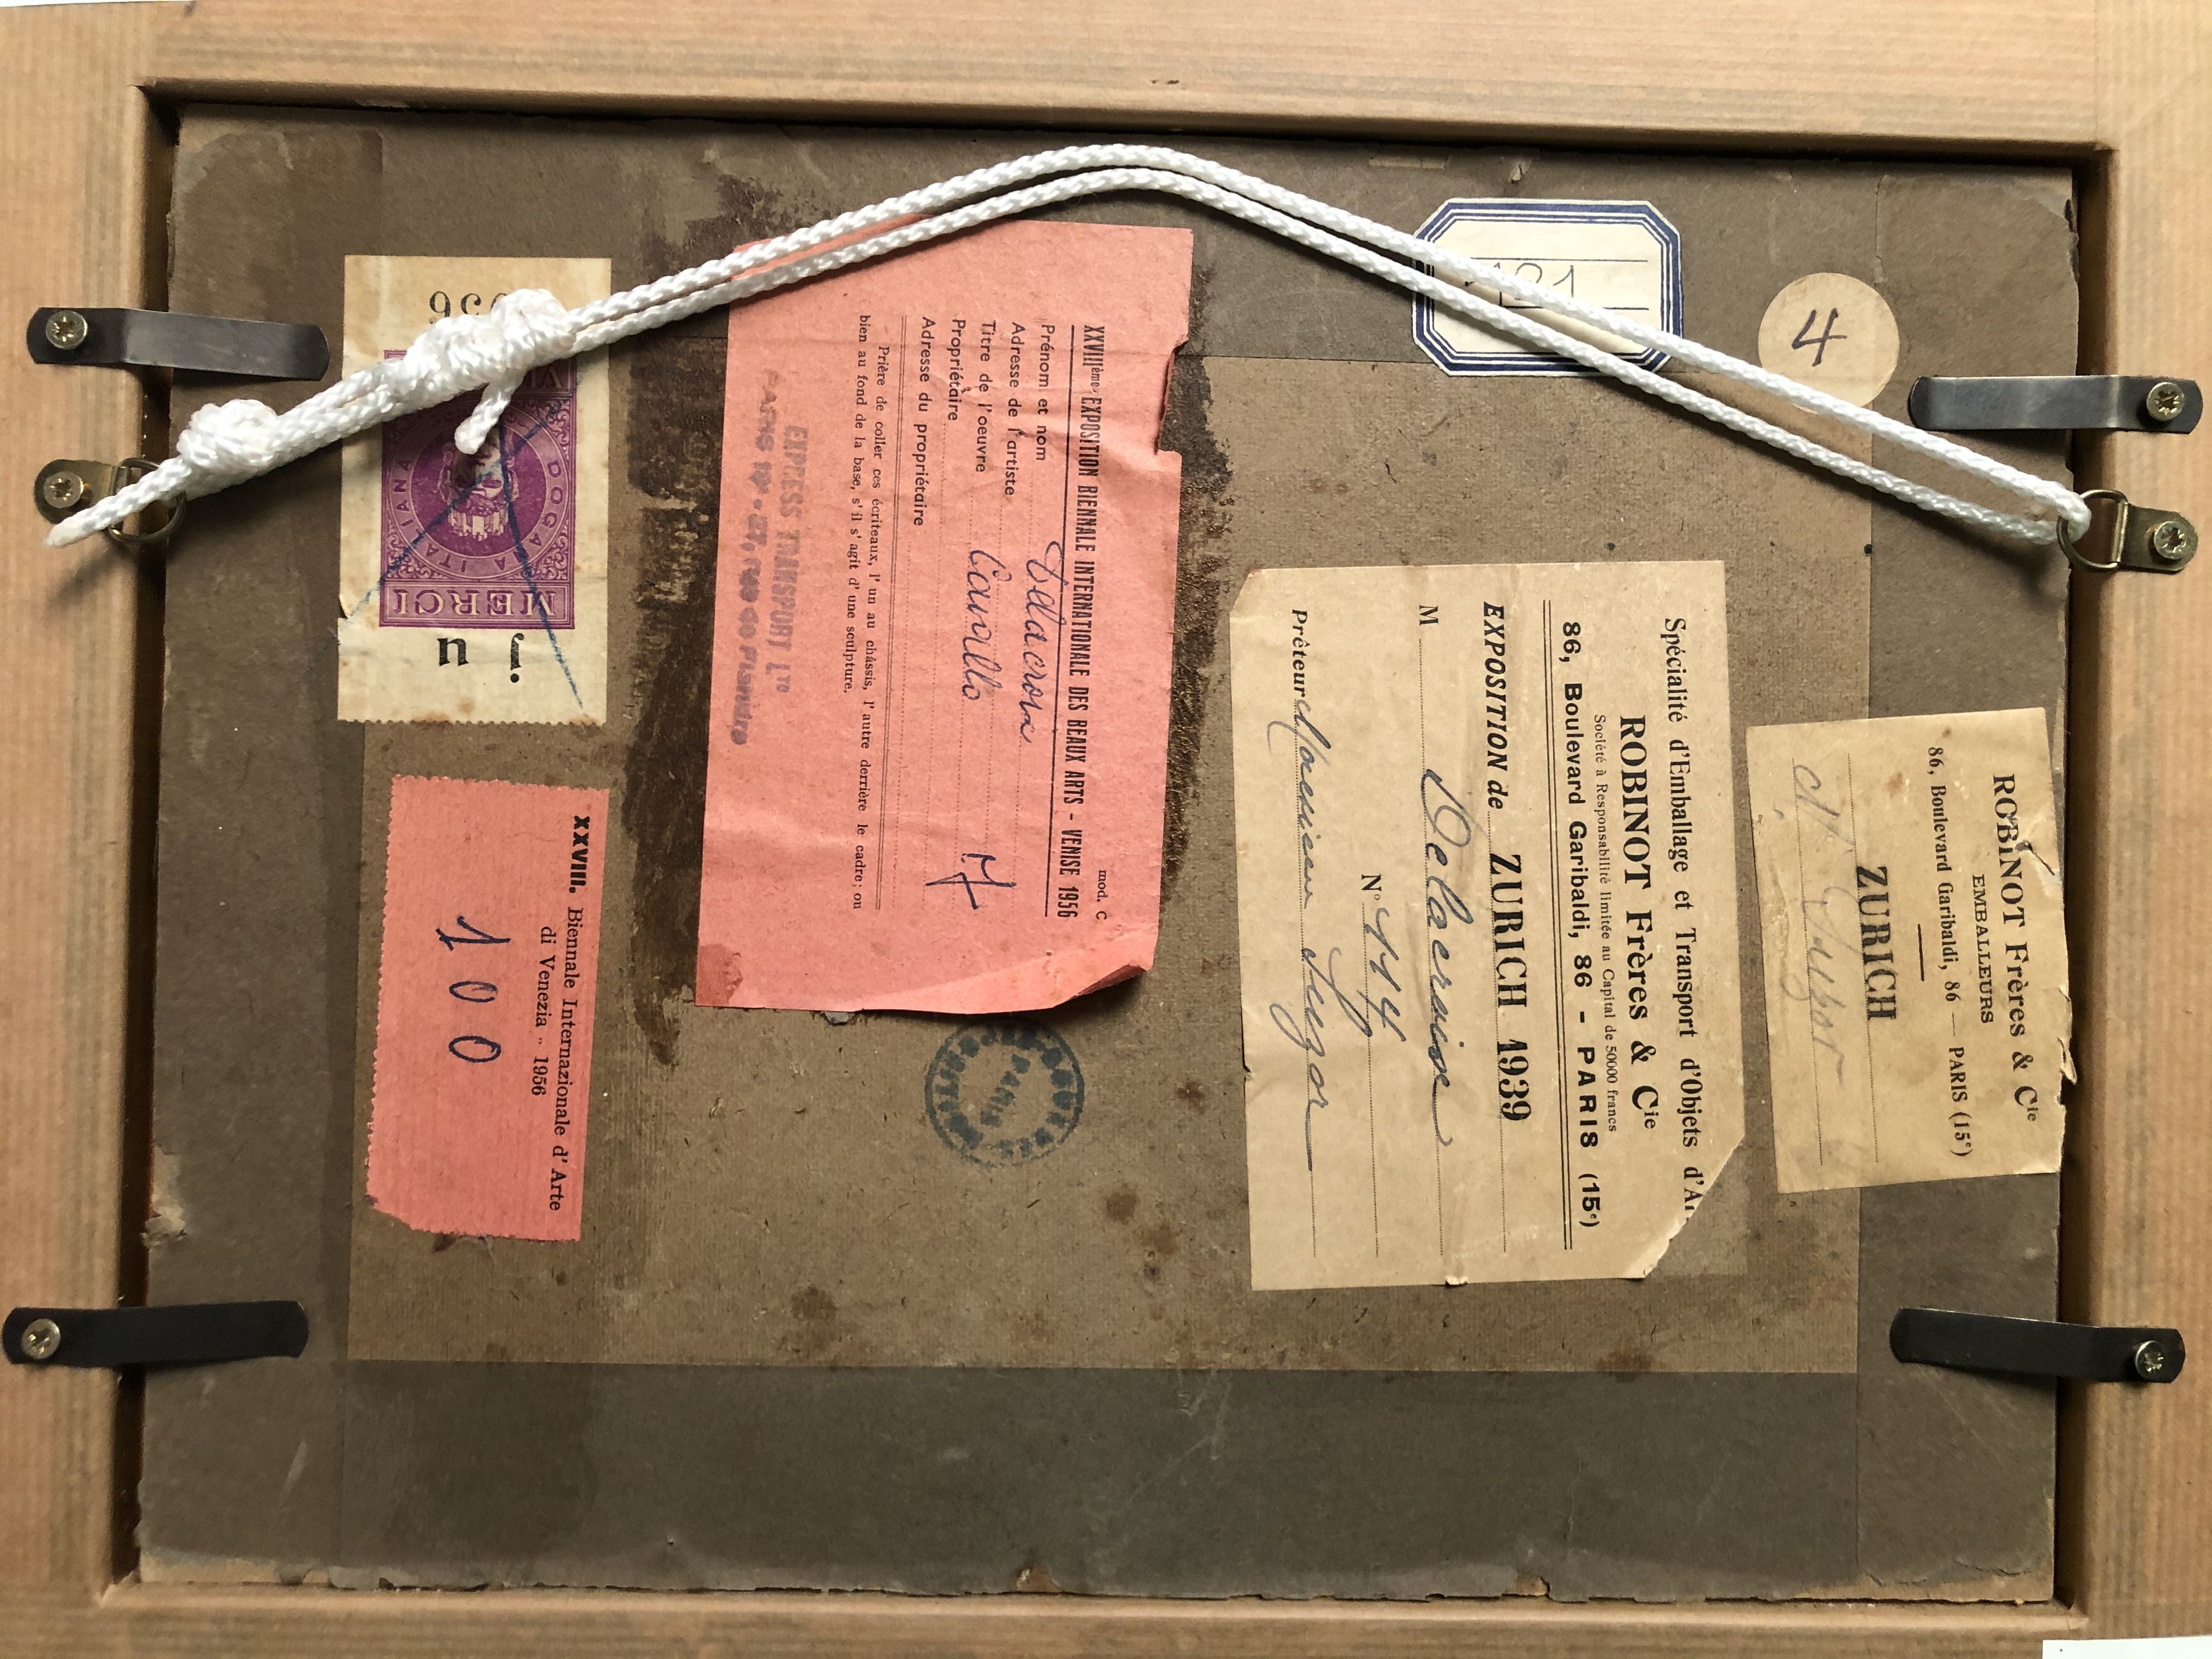 MERCI
DOGANA ITALIANA
n .
XXVIII. Biennale Internazionale d'Arte
di Venezia - 1956
100
mod. C
XXVIIIème EXPOSITION BIENNALE INTERNATIONALE DES BEAUX ARTS - VENISE 1956
Prénom et nom Delacroix
Adresse de l'artiste
Titre de l'oeuvre Cavallo
Propriétaire
Adresse du propriétaire
Prière de coller ces écriteaux, l'un au châssis, l'autre derrière le cadre; ou
bien au fond de la base, s'il s'agit d'une sculpture.
EXPRESS TRANSPORT LTD
PARIS
PARIS
121
4
Spécialité d'Emballage et Transport d'Objets d'A
ROBINOT Frères & Cie
Société à Responsabilité limitée au Capital de 50000 francs
86, Boulevard Garibaldi, 86 - PARIS (15e)
EXPOSITION de ZURICH 1939
M Delacroix
N° 114
Prêteur Monsieur
ROBINOT Frères & Cie
EMBALLEURS
86, Boulevard Garibaldi, 86 — PARIS (15e)
ZURICH